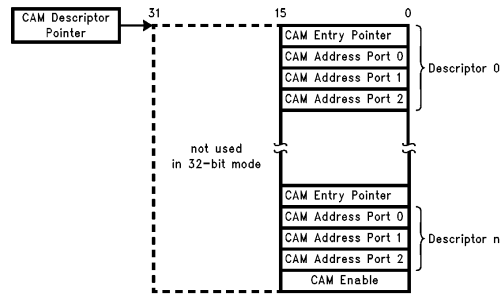 CAM Descriptor
Pointer
31
15
0
CAM Entry Pointer
CAM Address Port 0
CAM Address Port 1
CAM Address Port 2
Descriptor 0
not used
in 32-bit mode
CAM Entry Pointer
CAM Address Port 0
CAM Address Port 1
CAM Address Port 2
Descriptor n
CAM Enable